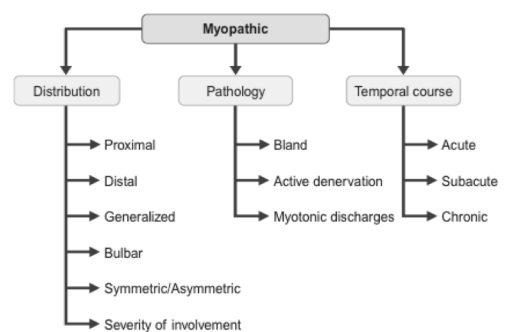 Myopathic
Distribution
Pathology
Temporal course
Proximal
Distal
Generalized
Bulbar
Symmetric/Asymmetric
Severity of involvement
Bland
Active denervation
Myotonic discharges
Acute
Subacute
Chronic